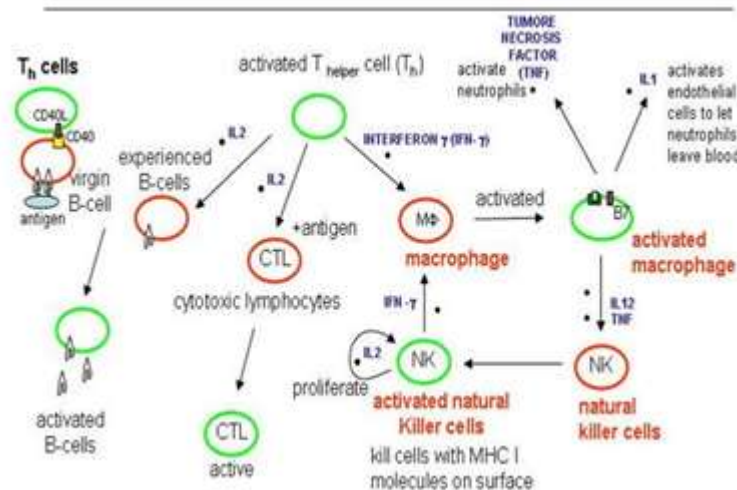 T h cells
CD40L
CD40
virgin
B-cell
antigen
activated
B-cells
activated T helper cell (Th)
IL2
experienced
B-cells
IL2
+antigen
CTL
cytotoxic lymphocytes
CTL
active
INTERFERON γ (IFN- γ)
MΦ
macrophage
activated
TUMORE
NECROSIS
FACTOR
(TNF)
activate
neutrophils
IL1
activates
endothelial
cells to let
neutrophils
leave blood
B7
activated
macrophage
IL12
TNF
NK
natural
killer cells
IFN -γ
IL2
NK
proliferate
activated natural
Killer cells
kill cells with MHC I
molecules on surface